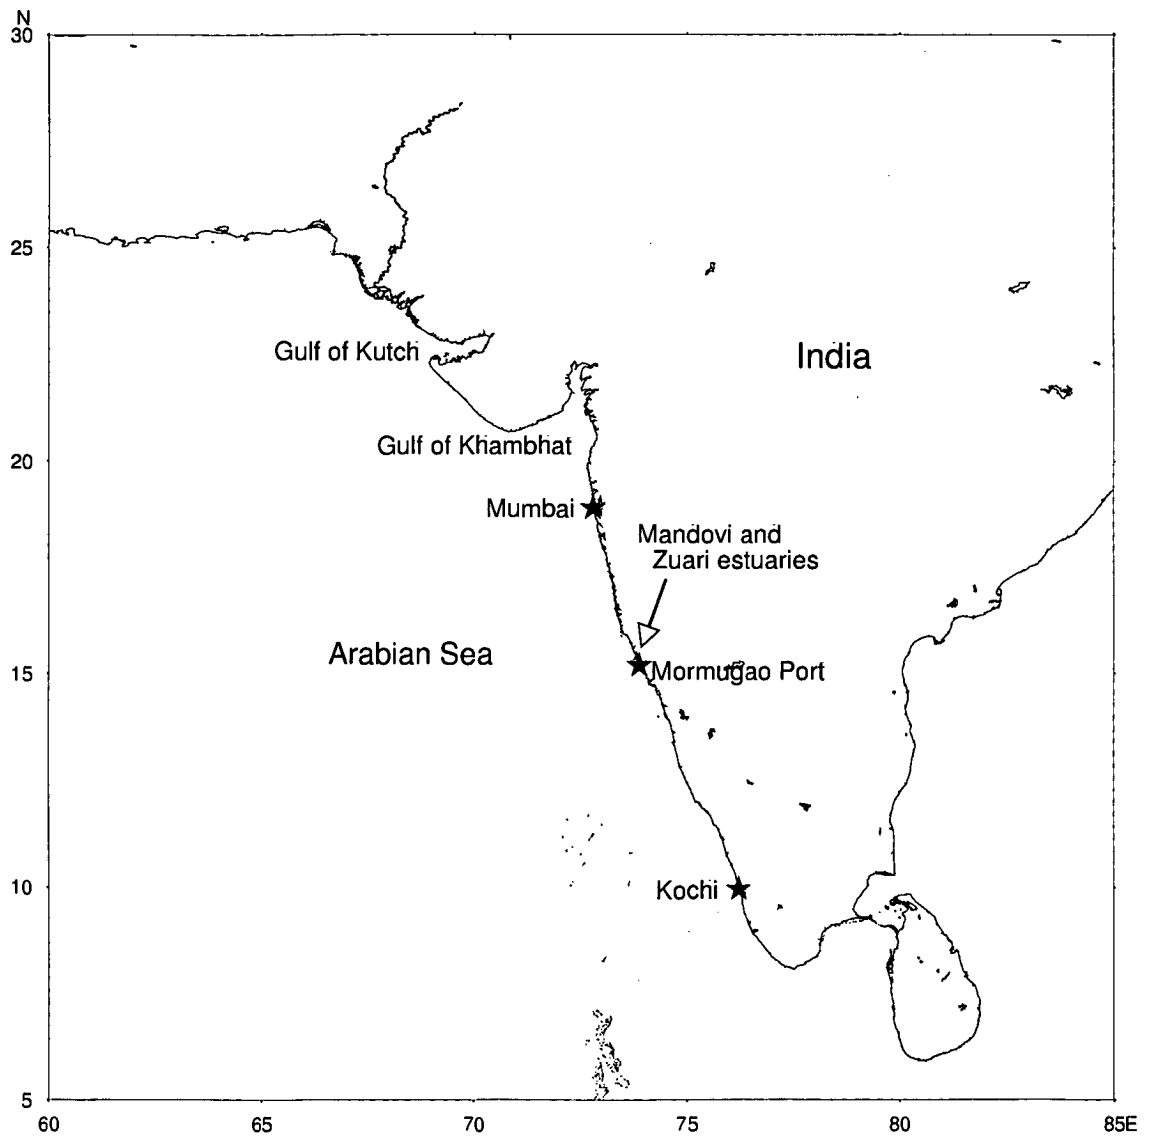 N
30
25
Gulf of Kutch
India
Gulf of Khambhat
20
Mumbai
Mandovi and
Zuari estuaries
Arabian Sea
Mormugao Port
15
10
Kochi
5
60 65 70 75 80 85E